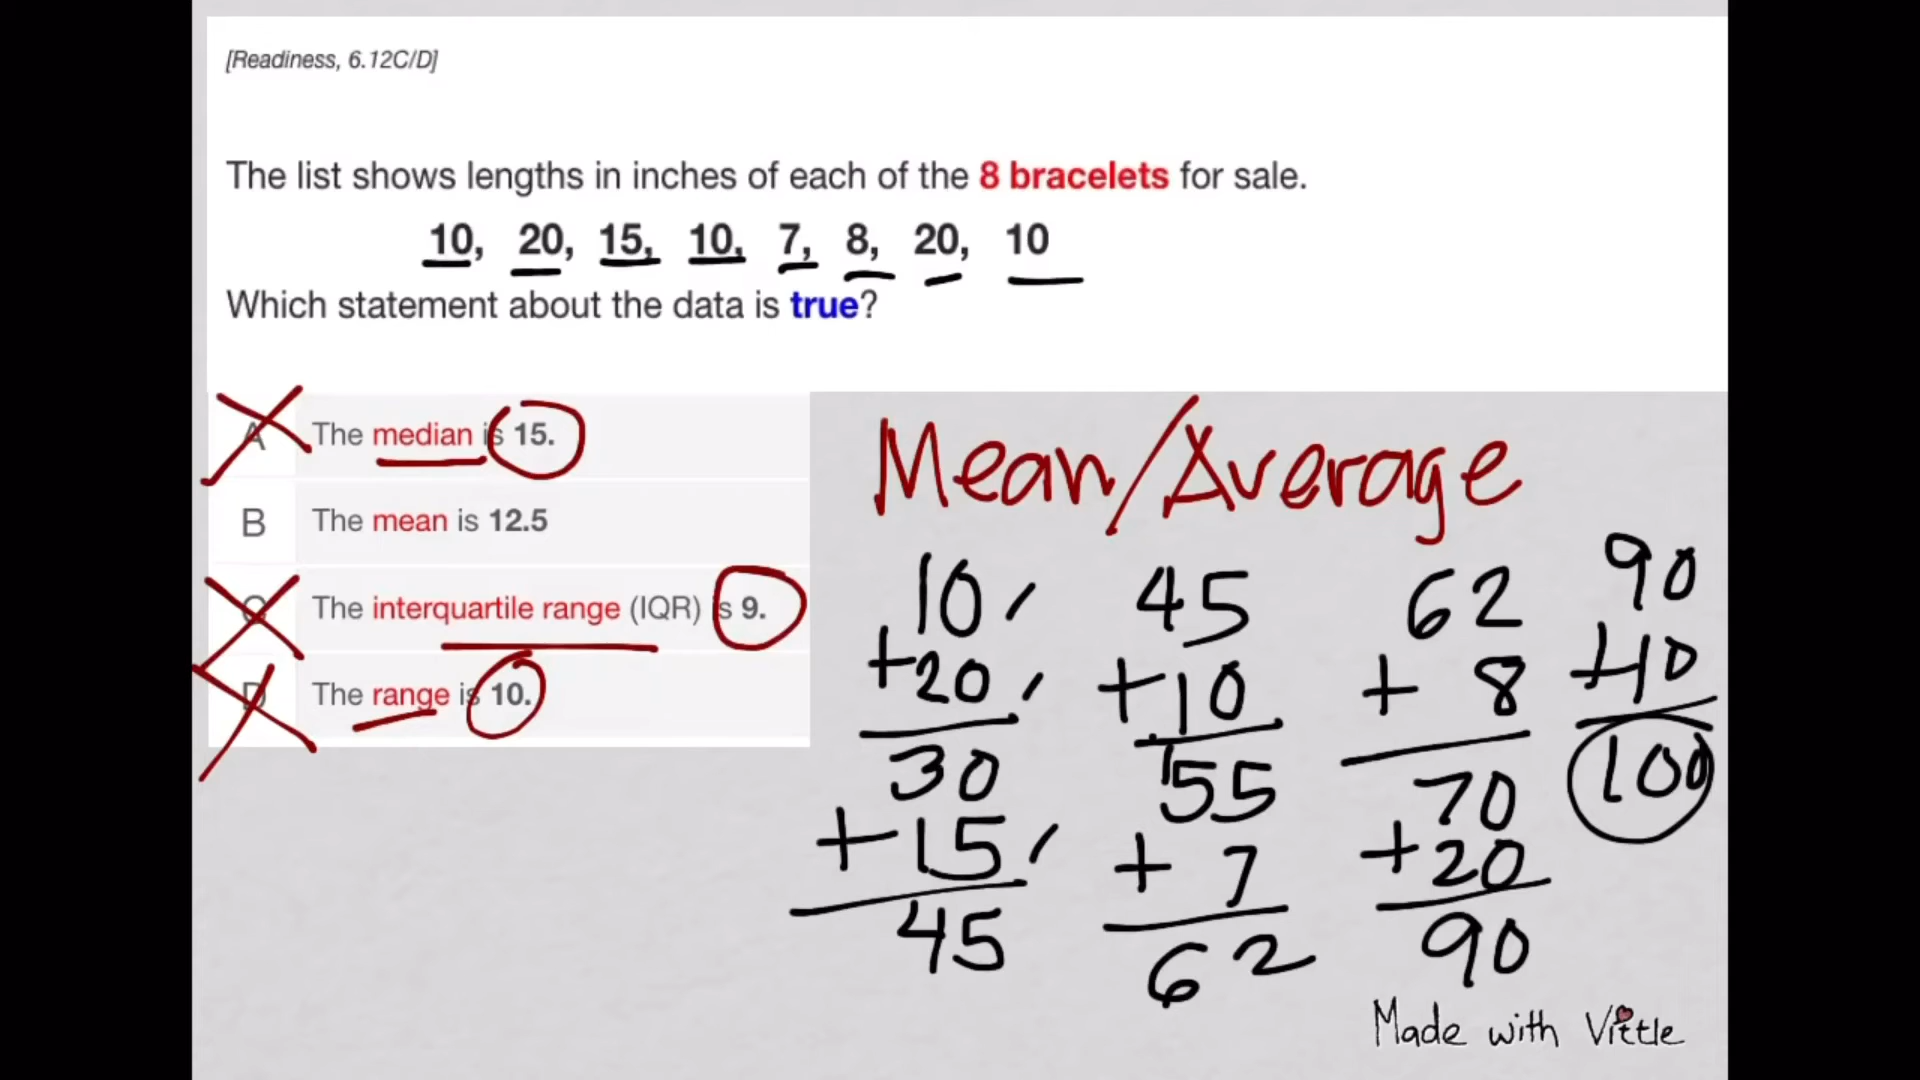 [Readiness, 6.12C/D]
The list shows lengths in inches of each of the 8 bracelets for sale.
10, 20, 15, 10, 7, 8, 20, 10
Which statement about the data is true?
A The median is 15.
B The mean is 12.5
C The interquartile range (IQR) is 9.
D The range is 10.
Mean/Average
10
+20
30
+15
45
45
+10
55
+7
62
62
+ 8
70
+20
90
90
+10
100
Made with Vittle